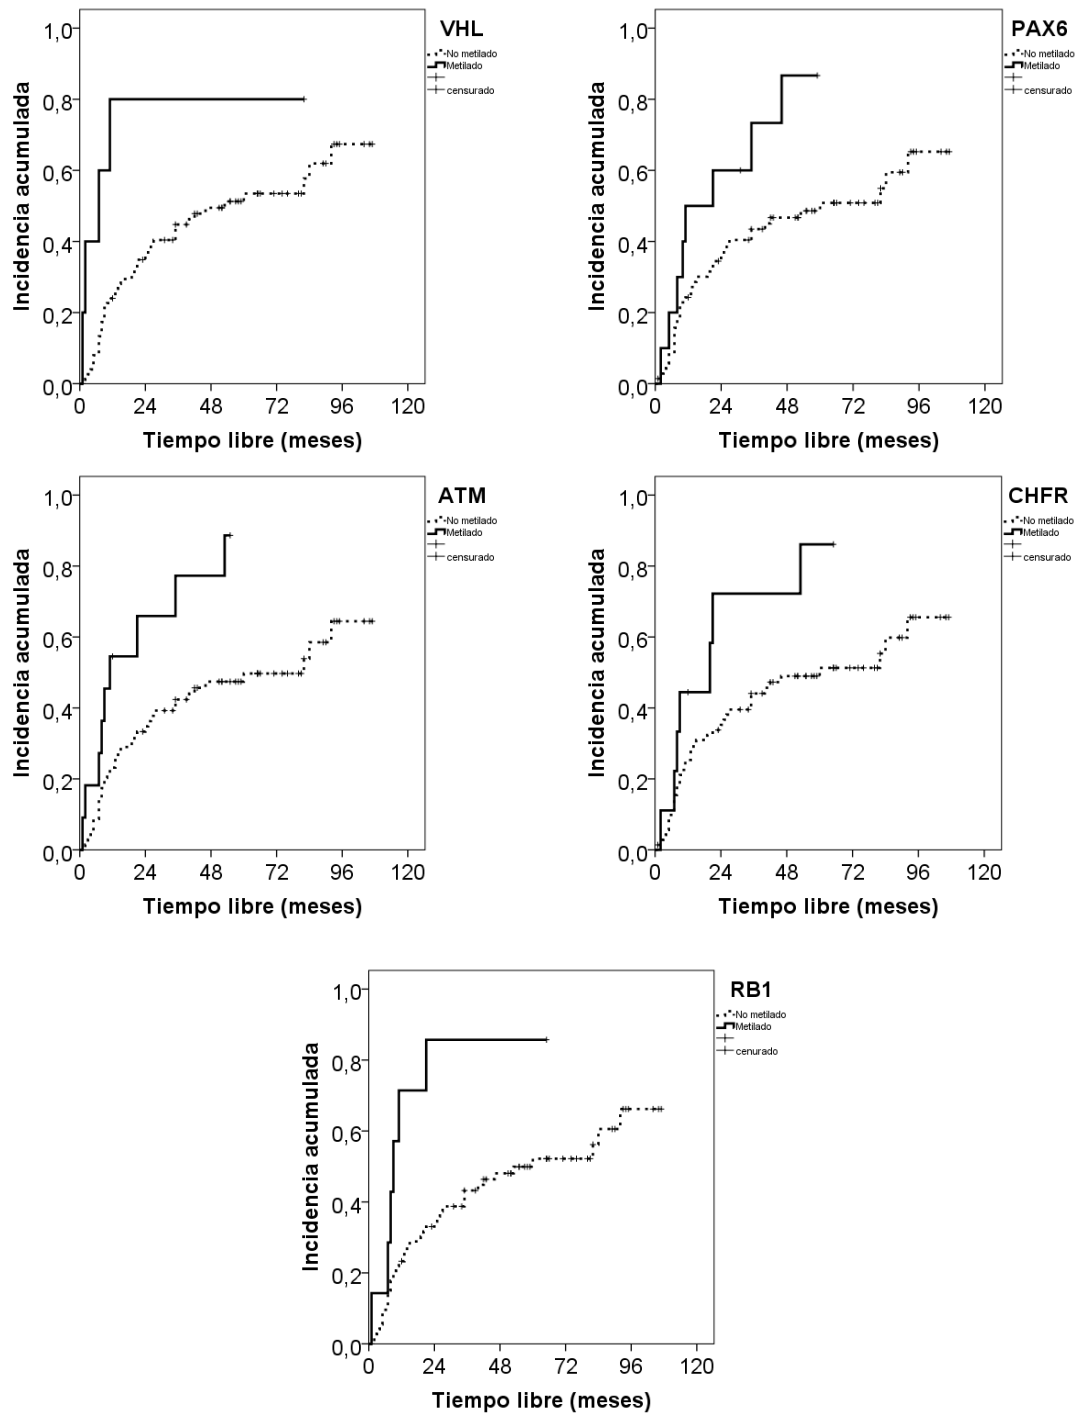 VHL
No metilado
Metilado
censurado
Incidencia acumulada
1,0
0,8
0,6
0,4
0,2
0,0
0 24 48 72 96 120
Tiempo libre (meses)
PAX6
No metilado
Metilado
censurado
Incidencia acumulada
1,0
0,8
0,6
0,4
0,2
0,0
0 24 48 72 96 120
Tiempo libre (meses)
ATM
No metilado
Metilado
censurado
Incidencia acumulada
1,0
0,8
0,6
0,4
0,2
0,0
0 24 48 72 96 120
Tiempo libre (meses)
CHFR
No metilado
Metilado
censurado
Incidencia acumulada
1,0
0,8
0,6
0,4
0,2
0,0
0 24 48 72 96 120
Tiempo libre (meses)
RB1
No metilado
Metilado
cenurado
Incidencia acumulada
1,0
0,8
0,6
0,4
0,2
0,0
0 24 48 72 96 120
Tiempo libre (meses)